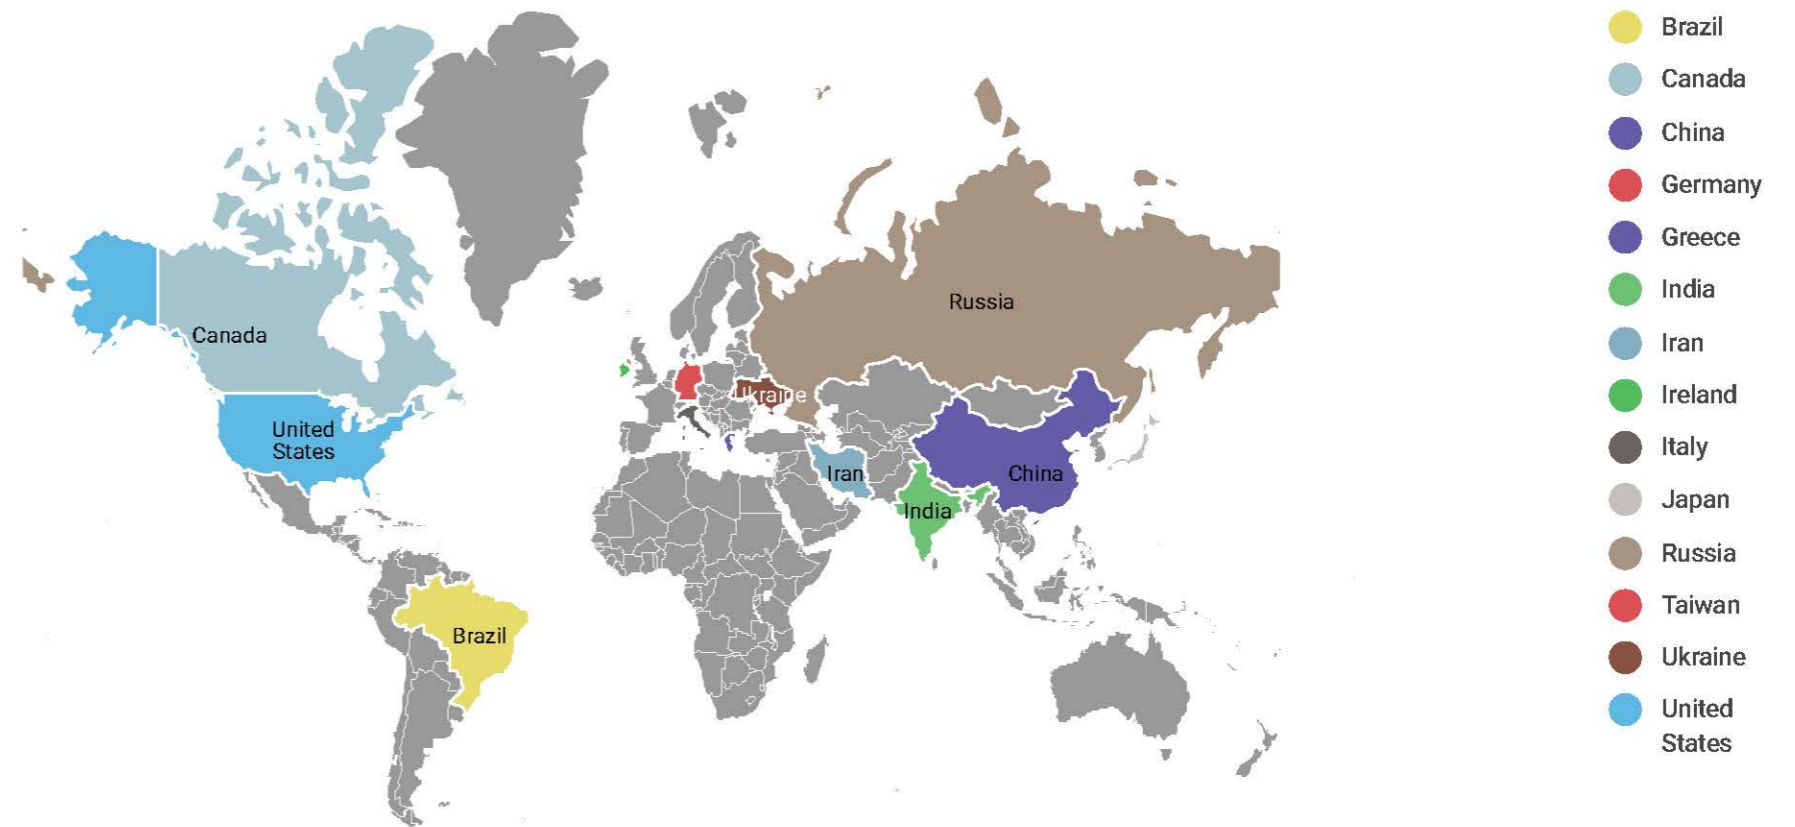 Canada
Russia
Ukraine
United
States
Iran
China
India
Brazil
Brazil
Canada
China
Germany
Greece
India
Iran
Ireland
Italy
Japan
Russia
Taiwan
Ukraine
United
States